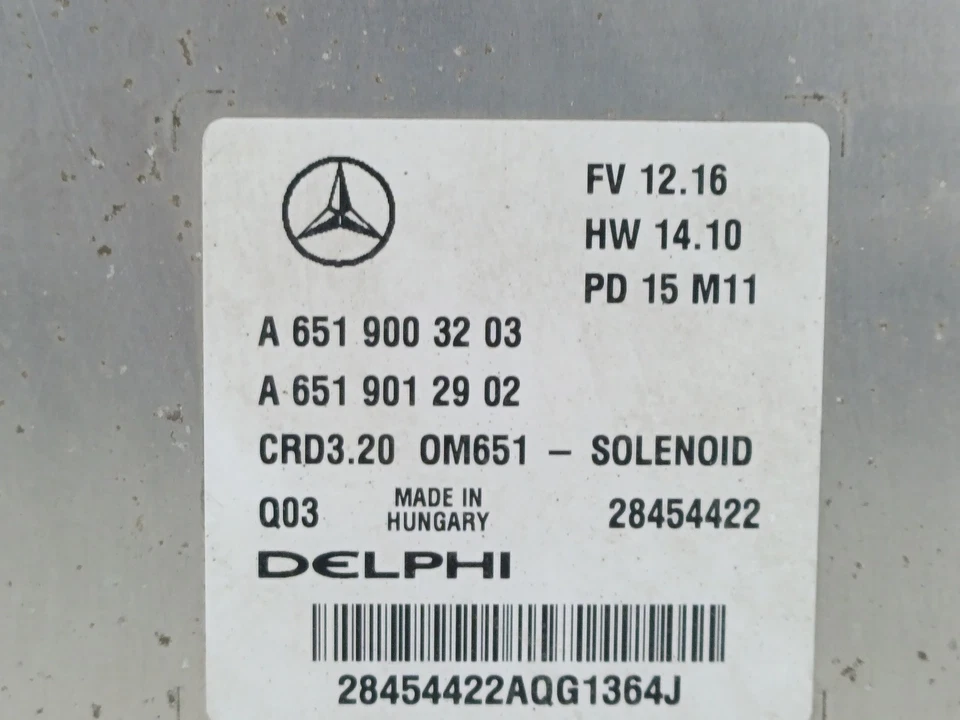 FV 12.16
HW 14.10
PD 15 M11
A 651 900 32 03
A 651 901 29 02
CRD3.20 OM651 – SOLENOID
Q03 MADE IN HUNGARY 28454422
DELPHI
28454422AQG1364J